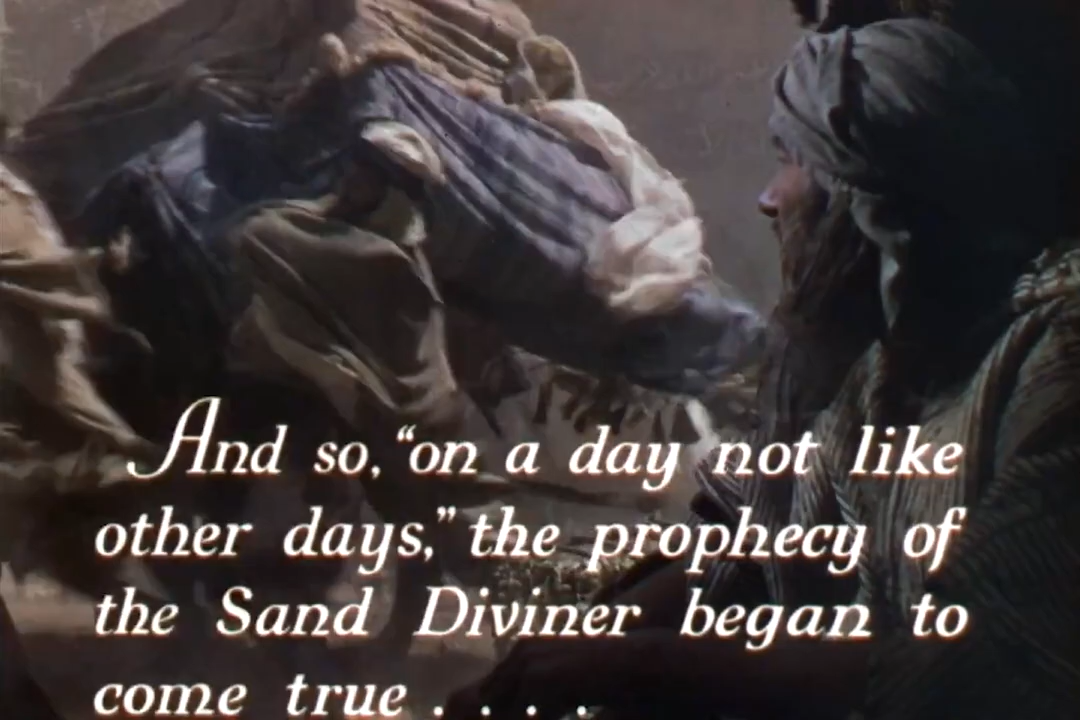 And so, “on a day not like
other days,” the prophecy of
the Sand Diviner began to
come true . . . .